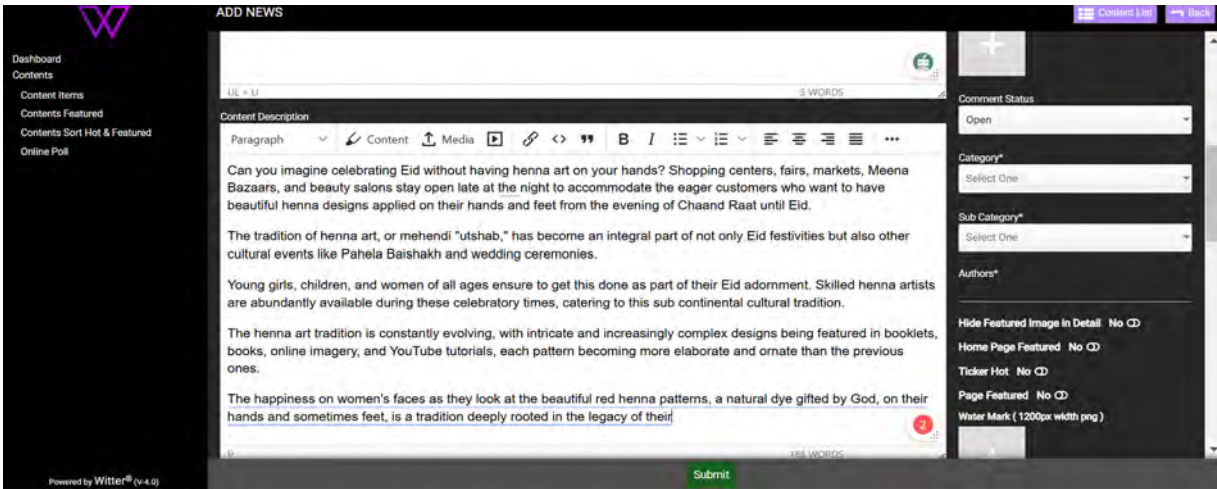 ADD NEWS
Content List
Back
Dashboard
Contents
Content Items
Contents Featured
Contents Sort Hot & Featured
Online Poll
UL » LI
5 WORDS
Content Description
Paragraph
Content
Media
B I
Can you imagine celebrating Eid without having henna art on your hands? Shopping centers, fairs, markets, Meena
Bazaars, and beauty salons stay open late at the night to accommodate the eager customers who want to have
beautiful henna designs applied on their hands and feet from the evening of Chaand Raat until Eid.
The tradition of henna art, or mehendi "utshab," has become an integral part of not only Eid festivities but also other
cultural events like Pahela Baishakh and wedding ceremonies.
Young girls, children, and women of all ages ensure to get this done as part of their Eid adornment. Skilled henna artists
are abundantly available during these celebratory times, catering to this sub continental cultural tradition.
The henna art tradition is constantly evolving, with intricate and increasingly complex designs being featured in booklets,
books, online imagery, and YouTube tutorials, each pattern becoming more elaborate and ornate than the previous
ones.
The happiness on women's faces as they look at the beautiful red henna patterns, a natural dye gifted by God, on their
hands and sometimes feet, is a tradition deeply rooted in the legacy of their
2
P
WORDS
Comment Status
Open
Category*
Select One
Sub Category*
Select One
Authors*
Hide Featured Image in Detail No
Home Page Featured No
Ticker Hot No
Page Featured No
Water Mark ( 1200px width png )
Submit
Powered by Witter® (V-4.0)